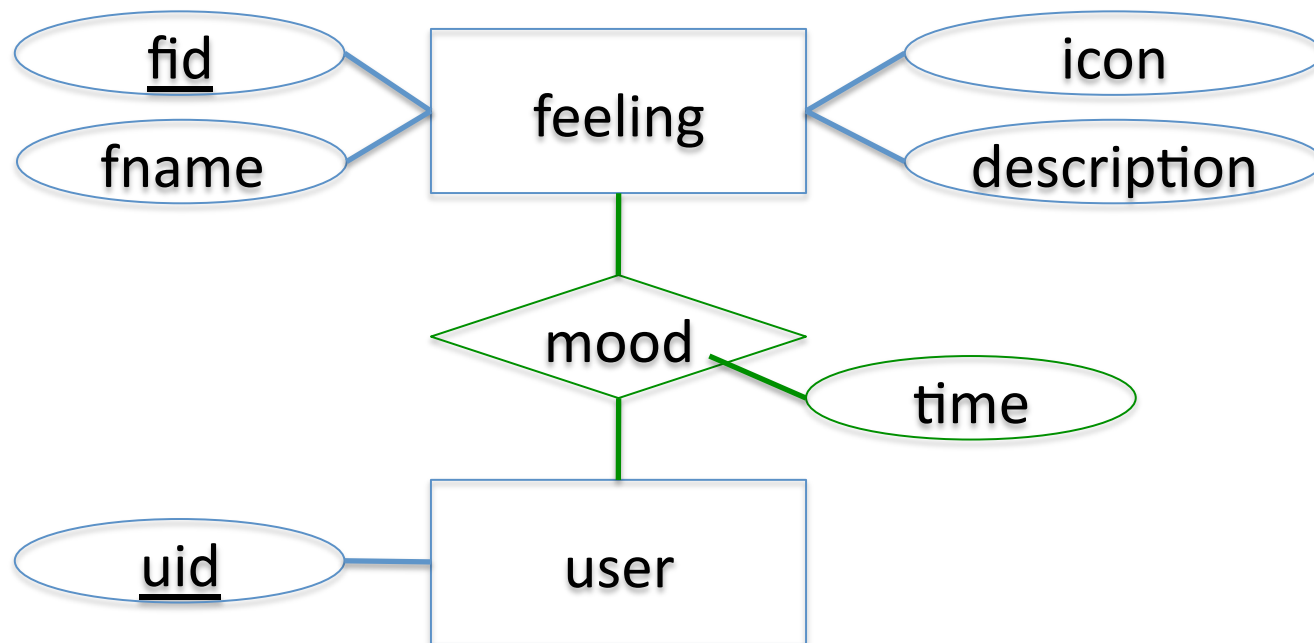 fid
fname
feeling
icon
description
mood
time
uid
user